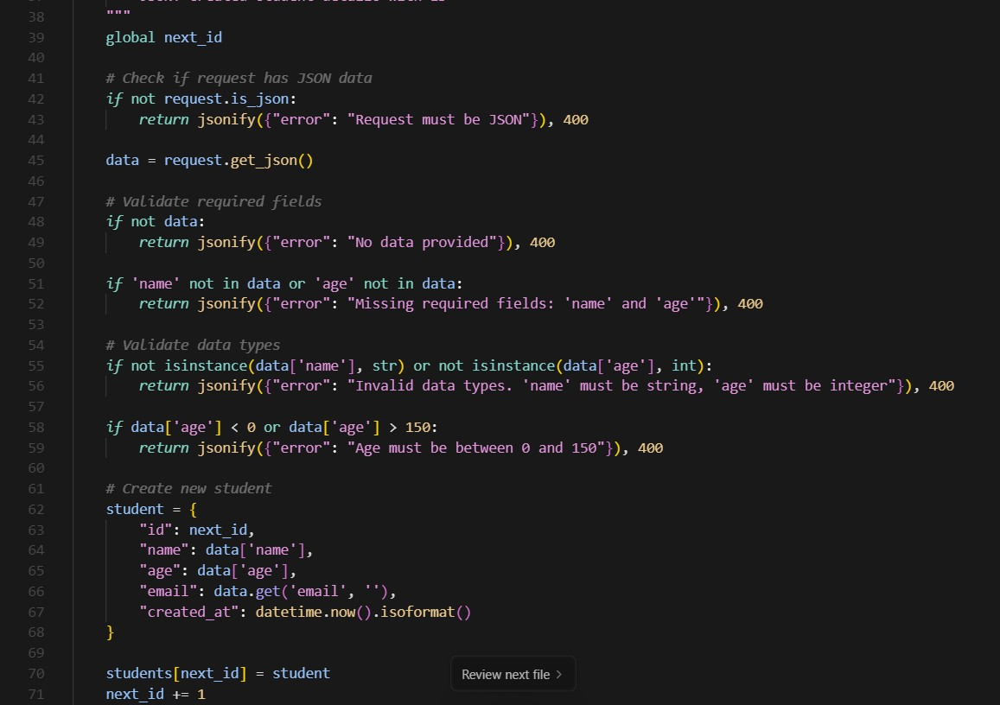 38 """
39 global next_id
40
41 # Check if request has JSON data
42 if not request.is_json:
43 return jsonify({"error": "Request must be JSON"}), 400
44
45 data = request.get_json()
46
47 # Validate required fields
48 if not data:
49 return jsonify({"error": "No data provided"}), 400
50
51 if 'name' not in data or 'age' not in data:
52 return jsonify({"error": "Missing required fields: 'name' and 'age'"}), 400
53
54 # Validate data types
55 if not isinstance(data['name'], str) or not isinstance(data['age'], int):
56 return jsonify({"error": "Invalid data types. 'name' must be string, 'age' must be integer"}), 400
57
58 if data['age'] < 0 or data['age'] > 150:
59 return jsonify({"error": "Age must be between 0 and 150"}), 400
60
61 # Create new student
62 student = {
63 "id": next_id,
64 "name": data['name'],
65 "age": data['age'],
66 "email": data.get('email', ''),
67 "created_at": datetime.now().isoformat()
68 }
69
70 students[next_id] = student
Review next file >
71 next_id += 1